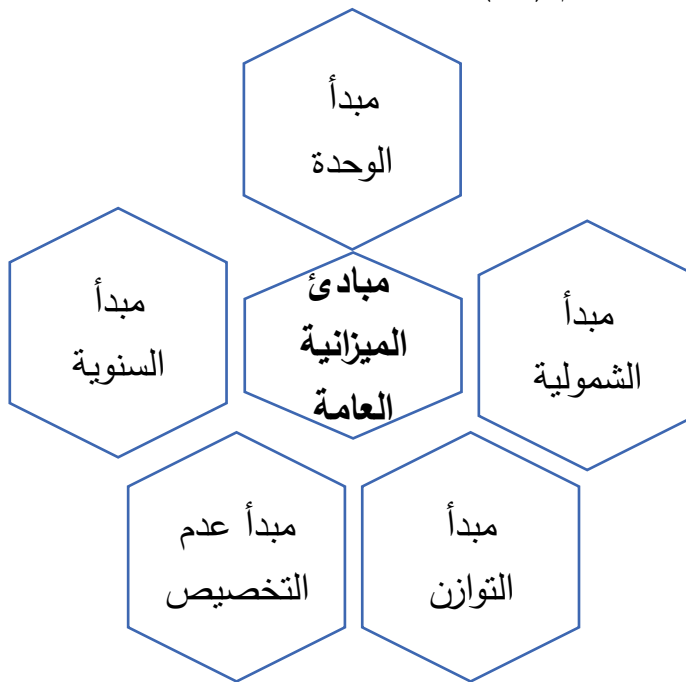 مبدأ
الوحدة
مبدأ
الشمولية
مبادئ
الميزانية
العامة
مبدأ
السنوية
مبدأ
التوازن
مبدأ عدم
التخصيص